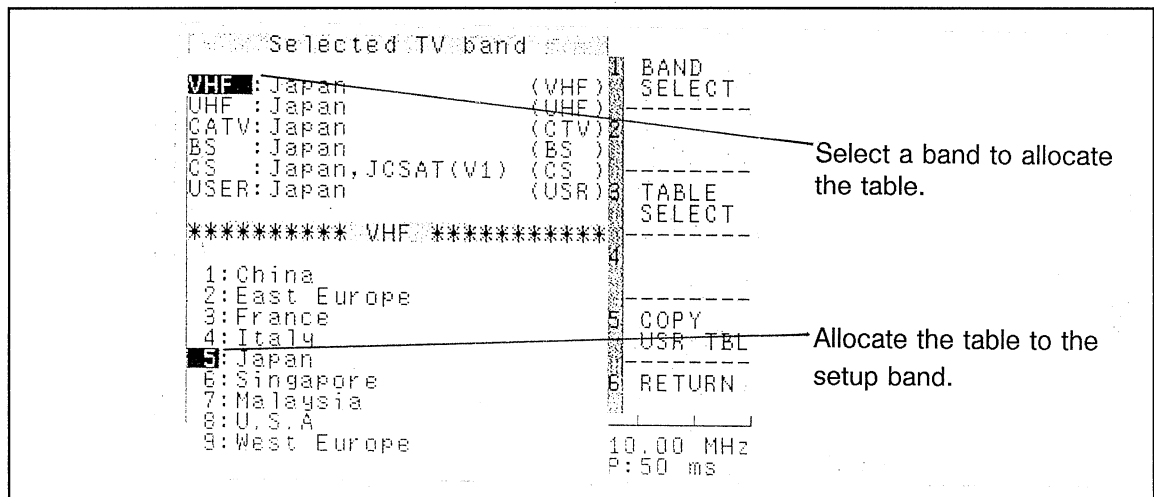 Selected TV band
VHF :Japan (VHF)
UHF :Japan (UHF)
CATV:Japan (CTV)
BS :Japan (BS )
CS :Japan,JCSAT(V1) (CS )
USER:Japan (USR)
********** VHF ***********
1:China
2:East Europe
3:France
4:Italy
5:Japan
6:Singapore
7:Malaysia
8:U.S.A
9:West Europe
1 BAND
SELECT
2
3 TABLE
SELECT
4
5 COPY
USR TBL
6 RETURN
10.00 MHz
P:50 ms
Select a band to allocate
the table.
Allocate the table to the
setup band.